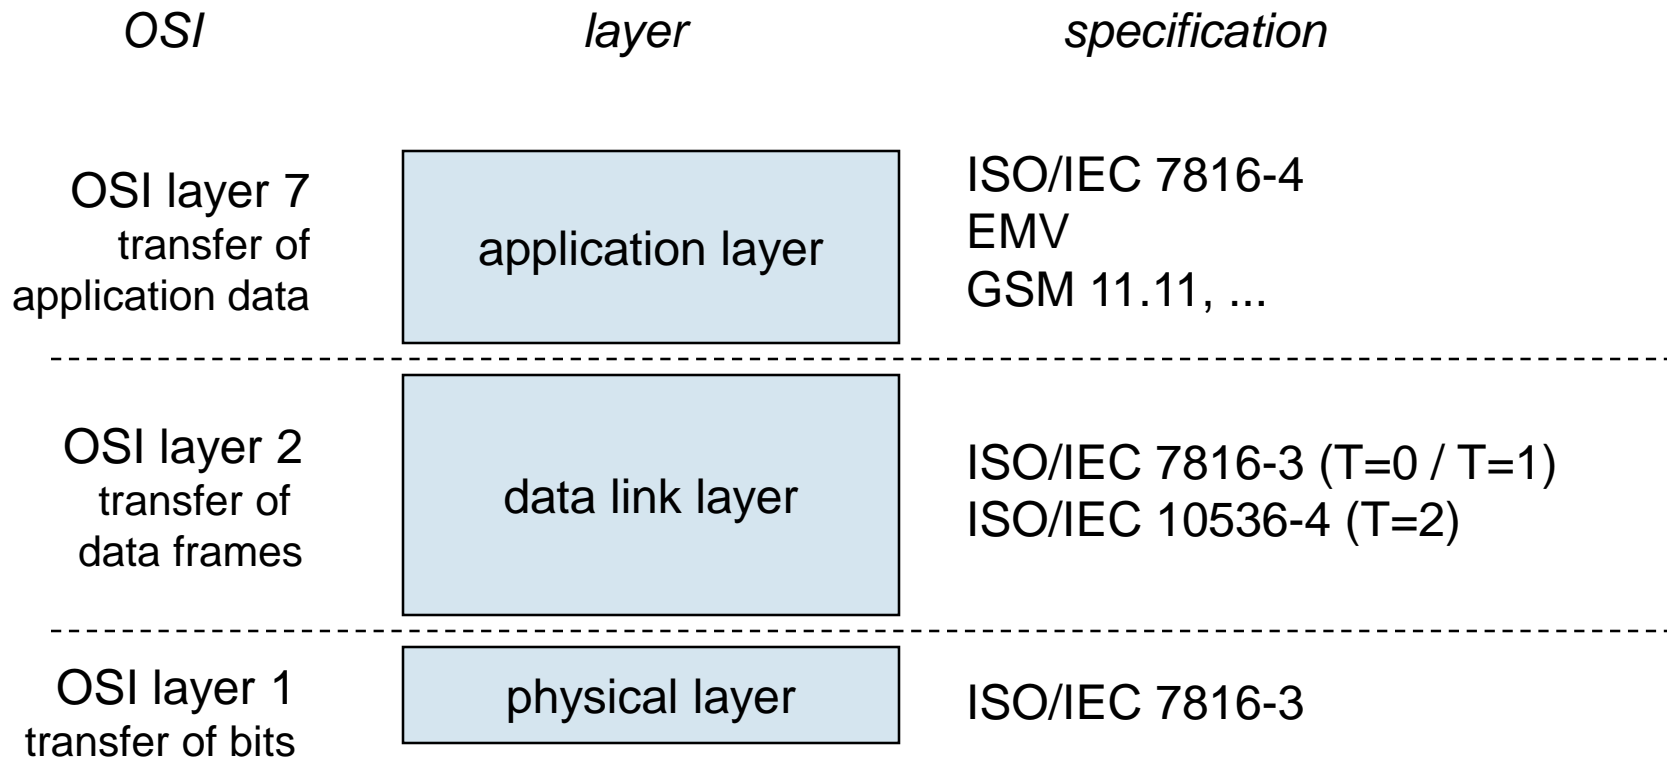 OSI layer specification
OSI layer 7
transfer of
application data
application layer
ISO/IEC 7816-4
EMV
GSM 11.11, ...
OSI layer 2
transfer of
data frames
data link layer
ISO/IEC 7816-3 (T=0 / T=1)
ISO/IEC 10536-4 (T=2)
OSI layer 1
transfer of bits
physical layer
ISO/IEC 7816-3